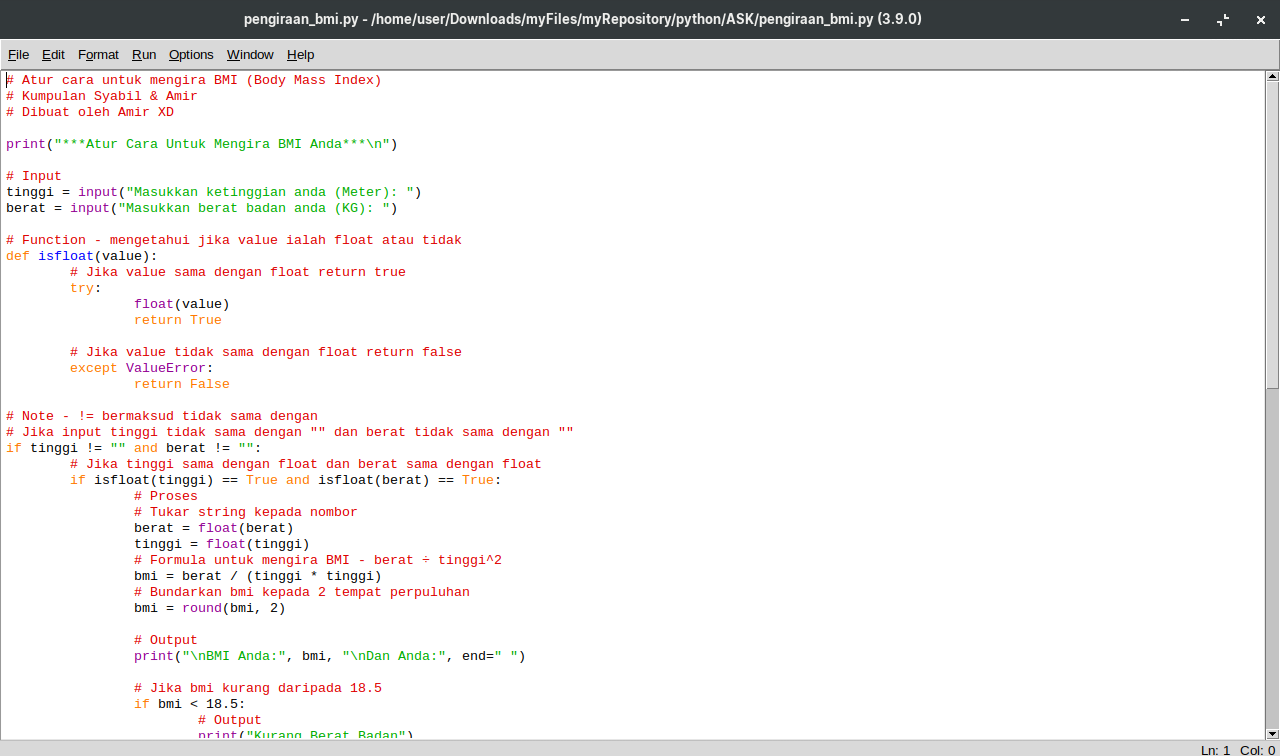 pengiraan_bmi.py - /home/user/Downloads/myFiles/myRepository/python/ASK/pengiraan_bmi.py (3.9.0)
File Edit Format Run Options Window Help
# Atur cara untuk mengira BMI (Body Mass Index)
# Kumpulan Syabil & Amir
# Dibuat oleh Amir XD

print("***Atur Cara Untuk Mengira BMI Anda***\n")

# Input
tinggi = input("Masukkan ketinggian anda (Meter): ")
berat = input("Masukkan berat badan anda (KG): ")

# Function - mengetahui jika value ialah float atau tidak
def isfloat(value):
        # Jika value sama dengan float return true
        try:
                float(value)
                return True

        # Jika value tidak sama dengan float return false
        except ValueError:
                return False

# Note - != bermaksud tidak sama dengan
# Jika input tinggi tidak sama dengan "" dan berat tidak sama dengan ""
if tinggi != "" and berat != "":
        # Jika tinggi sama dengan float dan berat sama dengan float
        if isfloat(tinggi) == True and isfloat(berat) == True:
                # Proses
                # Tukar string kepada nombor
                berat = float(berat)
                tinggi = float(tinggi)
                # Formula untuk mengira BMI - berat ÷ tinggi^2
                bmi = berat / (tinggi * tinggi)
                # Bundarkan bmi kepada 2 tempat perpuluhan
                bmi = round(bmi, 2)

                # Output
                print("\nBMI Anda:", bmi, "\nDan Anda:", end=" ")

                # Jika bmi kurang daripada 18.5
                if bmi < 18.5:
                        # Output
                        print("Kurang Berat Badan")
Ln: 1 Col: 0